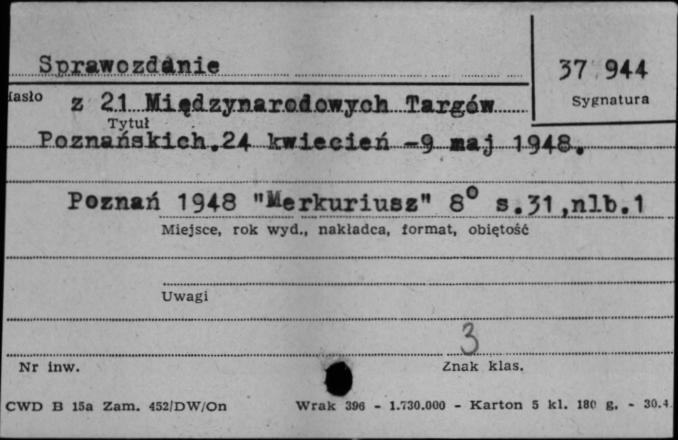 Sprawozdanie
37 944
Hasło
Sygnatura
z 21 Międzynarodowych Targów
Tytuł
Poznańskich.24 kwiecień -9 maj 1948.
Poznań 1948 "Merkuriusz" 8° s.31,nlb.1
Miejsce, rok wyd., nakładca, format, objętość
Uwagi
3
Nr inw.
Znak klas.
CWD B 15a Zam. 452/DW/On
Wrak 396 - 1.730.000 - Karton 5 kl. 180 g. - 30.4